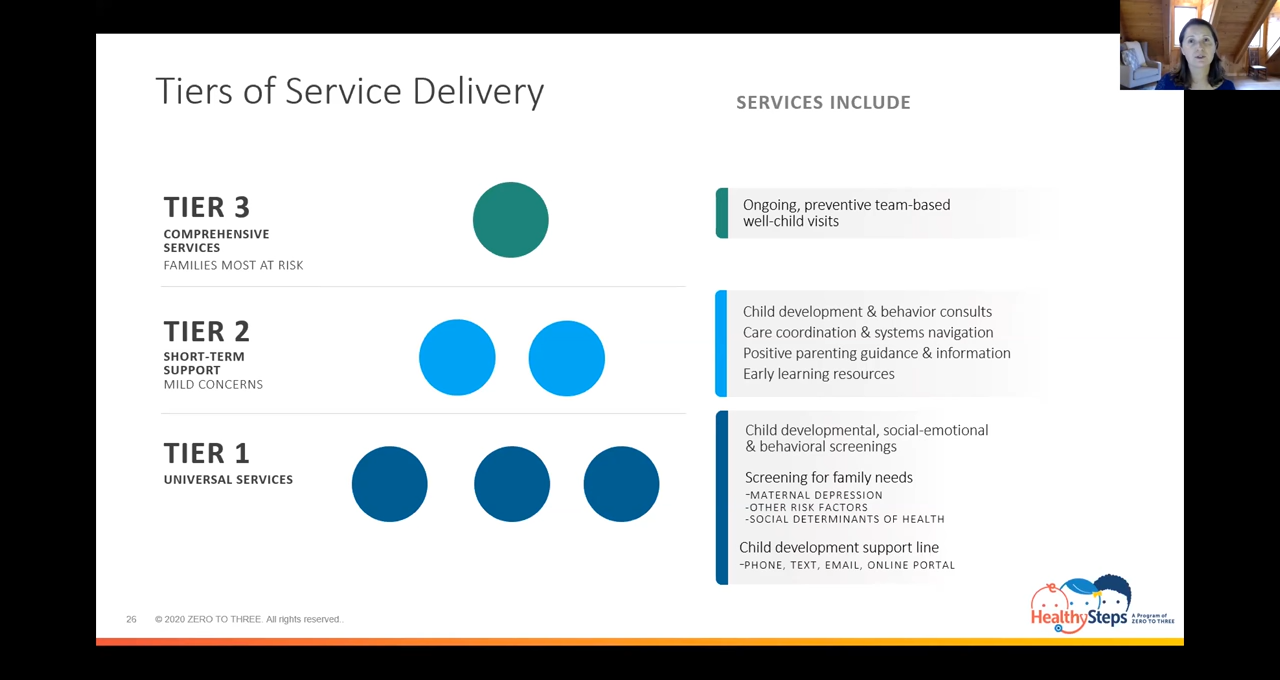 Tiers of Service Delivery
SERVICES INCLUDE
TIER 3
COMPREHENSIVE
SERVICES
FAMILIES MOST AT RISK
Ongoing, preventive team-based
well-child visits
TIER 2
SHORT-TERM
SUPPORT
MILD CONCERNS
Child development & behavior consults
Care coordination & systems navigation
Positive parenting guidance & information
Early learning resources
TIER 1
UNIVERSAL SERVICES
Child developmental, social-emotional
& behavioral screenings
Screening for family needs
-MATERNAL DEPRESSION
-OTHER RISK FACTORS
-SOCIAL DETERMINANTS OF HEALTH
Child development support line
-PHONE, TEXT, EMAIL, ONLINE PORTAL
26
© 2020 ZERO TO THREE. All rights reserved..
HealthySteps
A Program of
ZERO TO THREE